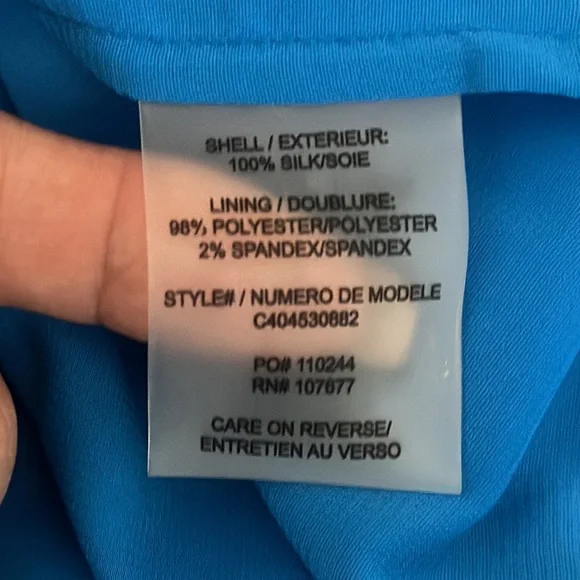 SHELL / EXTERIEUR:
100% SILK/SOIE
LINING / DOUBLURE:
98% POLYESTER/POLYESTER
2% SPANDEX/SPANDEX
STYLE# / NUMERO DE MODELE
C404530882
PO# 110244
RN# 107677
CARE ON REVERSE/
ENTRETIEN AU VERSO